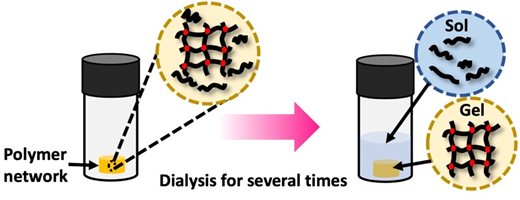 Sol
Gel
Polymer
network
Dialysis for several times